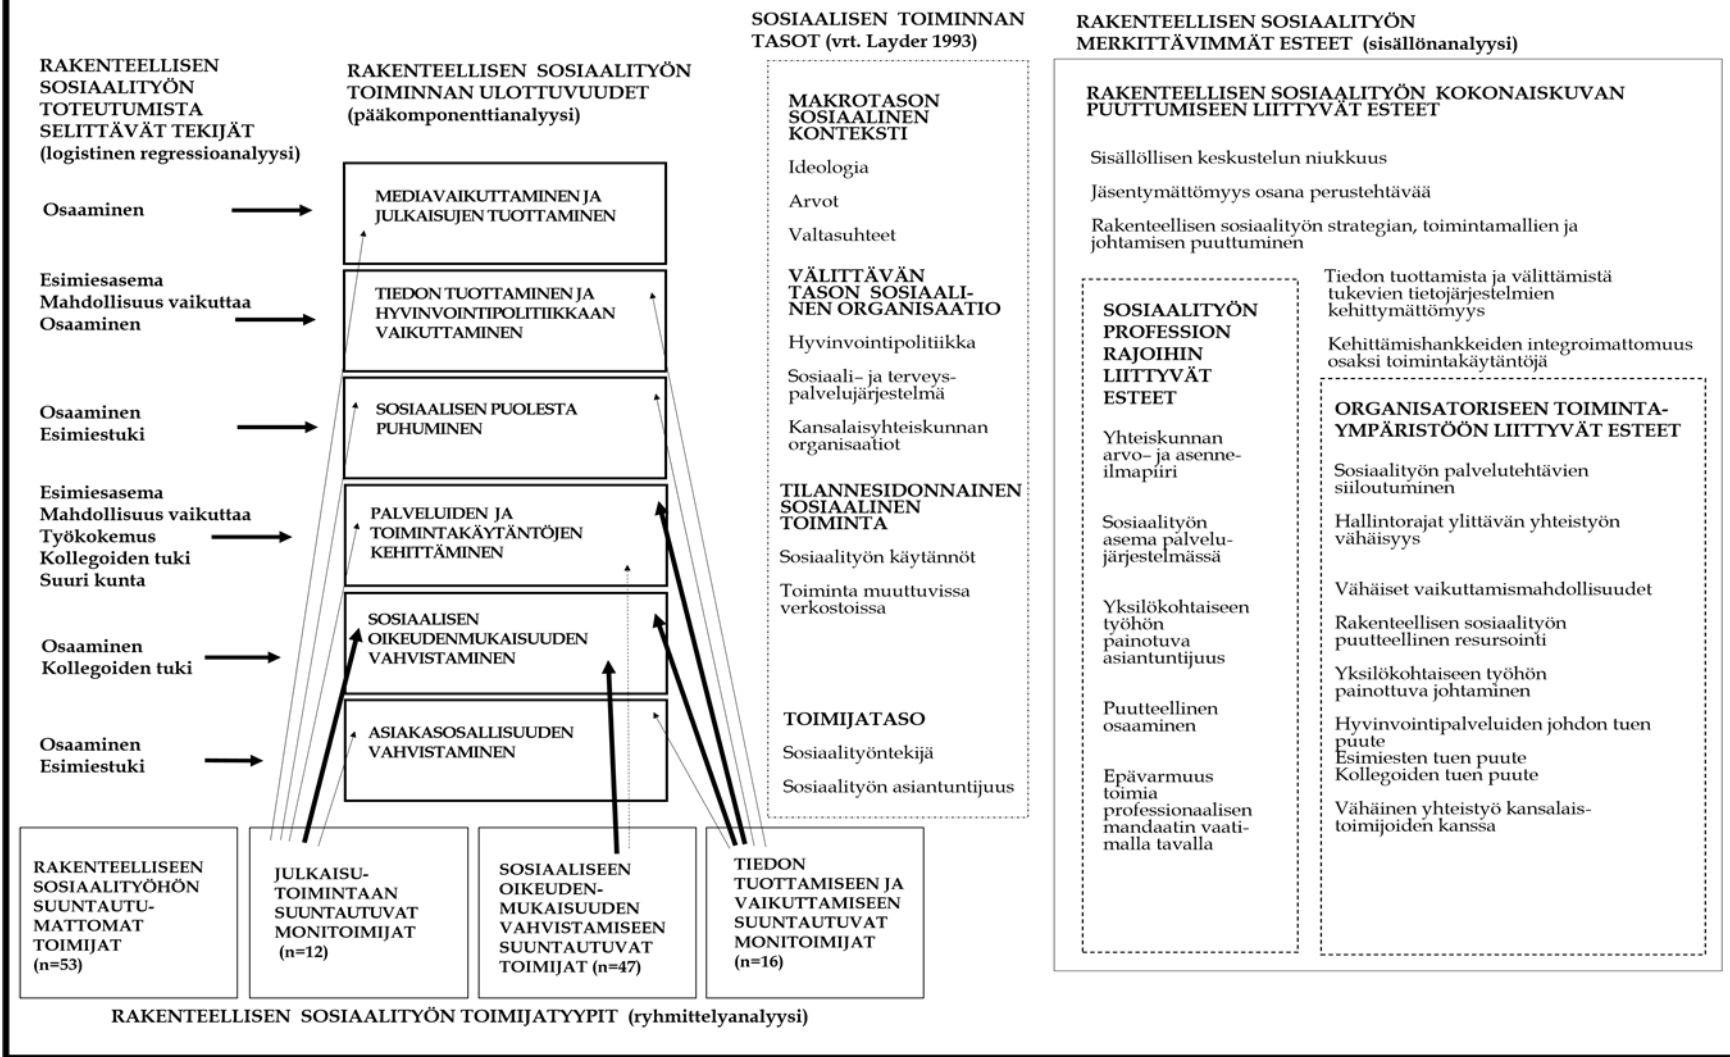 RAKENTEELLISEN
SOSIAALITYÖN
TOTEUTUMISTA
SELITTÄVÄT TEKIJÄT
(logistinen regressioanalyysi)
Osaaminen
Esimiesasema
Mahdollisuus vaikuttaa
Osaaminen
Osaaminen
Esimiestuki
Esimiesasema
Mahdollisuus vaikuttaa
Työkokemus
Kollegoiden tuki
Suuri kunta
Osaaminen
Kollegoiden tuki
Osaaminen
Esimiestuki
RAKENTEELLISEN SOSIAALITYÖN
TOIMINNAN ULOTTUVUUDET
(pääkomponenttianalyysi)
MEDIAVAIKUTTAMINEN JA
JULKAISUJEN TUOTTAMINEN
TIEDON TUOTTAMINEN JA
HYVINVOINTIPOLITIIKKAAN
VAIKUTTAMINEN
SOSIAALISEN PUOLESTA
PUHUMINEN
PALVELUIDEN JA
TOIMINTAKÄYTÄNTÖJEN
KEHITTÄMINEN
SOSIAALISEN
OIKEUDENMUKAISUUDEN
VAHVISTAMINEN
ASIAKASOSALLISUUDEN
VAHVISTAMINEN
SOSIAALISEN TOIMINNAN
TASOT (vrt. Layder 1993)
MAKROTASON
SOSIAALINEN
KONTEKSTI
Ideologia
Arvot
Valtasuhteet
VÄLITTÄVÄN
TASON SOSIAALI-
NEN ORGANISAATIO
Hyvinvointipolitiikka
Sosiaali- ja terveys-
palvelujärjestelmä
Kansalaisyhteiskunnan
organisaatiot
TILANNESIDONNAINEN
SOSIAALINEN
TOIMINTA
Sosiaalityön käytännöt
Toiminta muuttuvissa
verkostoissa
TOIMIJATASO
Sosiaalityöntekijä
Sosiaalityön asiantuntijuus
RAKENTEELLISEN SOSIAALITYÖN
MERKITTÄVIMMÄT ESTEET (sisällönanalyysi)
RAKENTEELLISEN SOSIAALITYÖN KOKONAISKUVAN
PUUTTUMISEEN LIITTYVÄT ESTEET
Sisällöllisen keskustelun niukkuus
Jäsentymättömyys osana perustehtävää
Rakenteellisen sosiaalityön strategian, toimintamallien ja
johtamisen puuttuminen
Tiedon tuottamista ja välittämistä
tukevien tietojärjestelmien
kehittymättömyys
Kehittämishankkeiden integroimattomuus
osaksi toimintakäytäntöjä
SOSIAALITYÖN
PROFESSION
RAJOIHIN
LIITTYVÄT
ESTEET
Yhteiskunnan
arvo- ja asenne-
ilmapiiri
Sosiaalityön
asema palvelu-
järjestelmässä
Yksilökohtaiseen
työhön
painotuva
asiantuntijuus
Puutteellinen
osaaminen
Epävarmuus
toimia
professionaalisen
mandaatin vaati-
malla tavalla
ORGANISATORISEEN TOIMINTA-
YMPÄRISTÖÖN LIITTYVÄT ESTEET
Sosiaalityön palvelutehtävien
siiloutuminen
Hallintorajat ylittävän yhteistyön
vähäisyys
Vähäiset vaikuttamismahdollisuudet
Rakenteellisen sosiaalityön
puutteellinen resursointi
Yksilökohtaiseen työhön
painottuva johtaminen
Hyvinvointipalveluiden johdon tuen
puute
Esimiesten tuen puute
Kollegoiden tuen puute
Vähäinen yhteistyö kansalais-
toimijoiden kanssa
RAKENTEELLISEEN
SOSIAALITYÖHÖN
SUUNTAUTU-
MATTOMAT
TOIMIJAT
(n=53)
JULKAISU-
TOIMINTAAN
SUUNTAUTUVAT
MONITOIMIJAT
(n=12)
SOSIAALISEEN
OIKEUDEN-
MUKAISUUDEN
VAHVISTAMISEEN
SUUNTAUTUVAT
TOIMIJAT (n=47)
TIEDON
TUOTTAMISEEN JA
VAIKUTTAMISEEN
SUUNTAUTUVAT
MONITOIMIJAT
(n=16)
RAKENTEELLISEN SOSIAALITYÖN TOIMIJATYYPIT (ryhmittelyanalyysi)